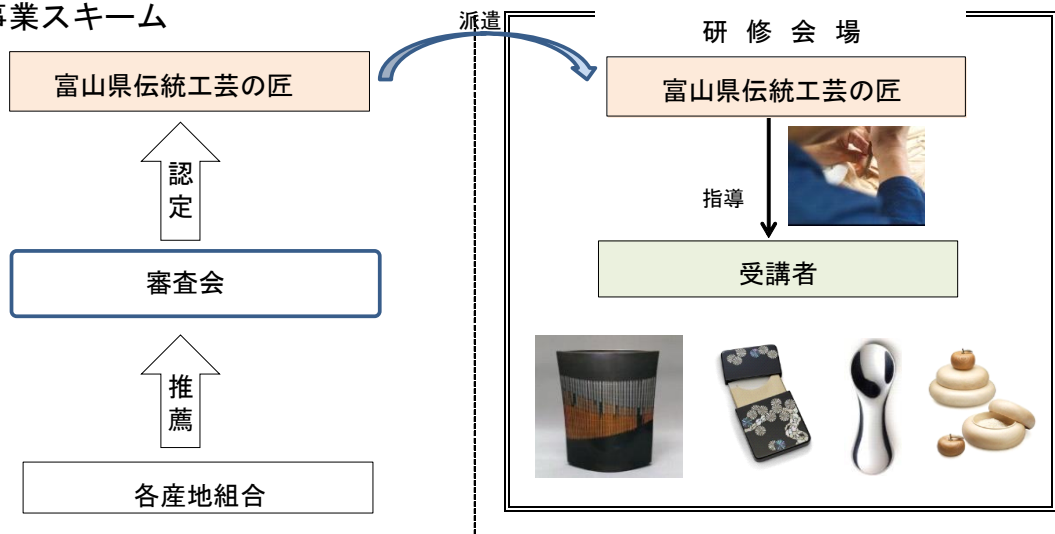 事業スキーム
派遣
研修会場
富山県伝統工芸の匠
富山県伝統工芸の匠
認定
指導
審査会
受講者
推薦
各産地組合